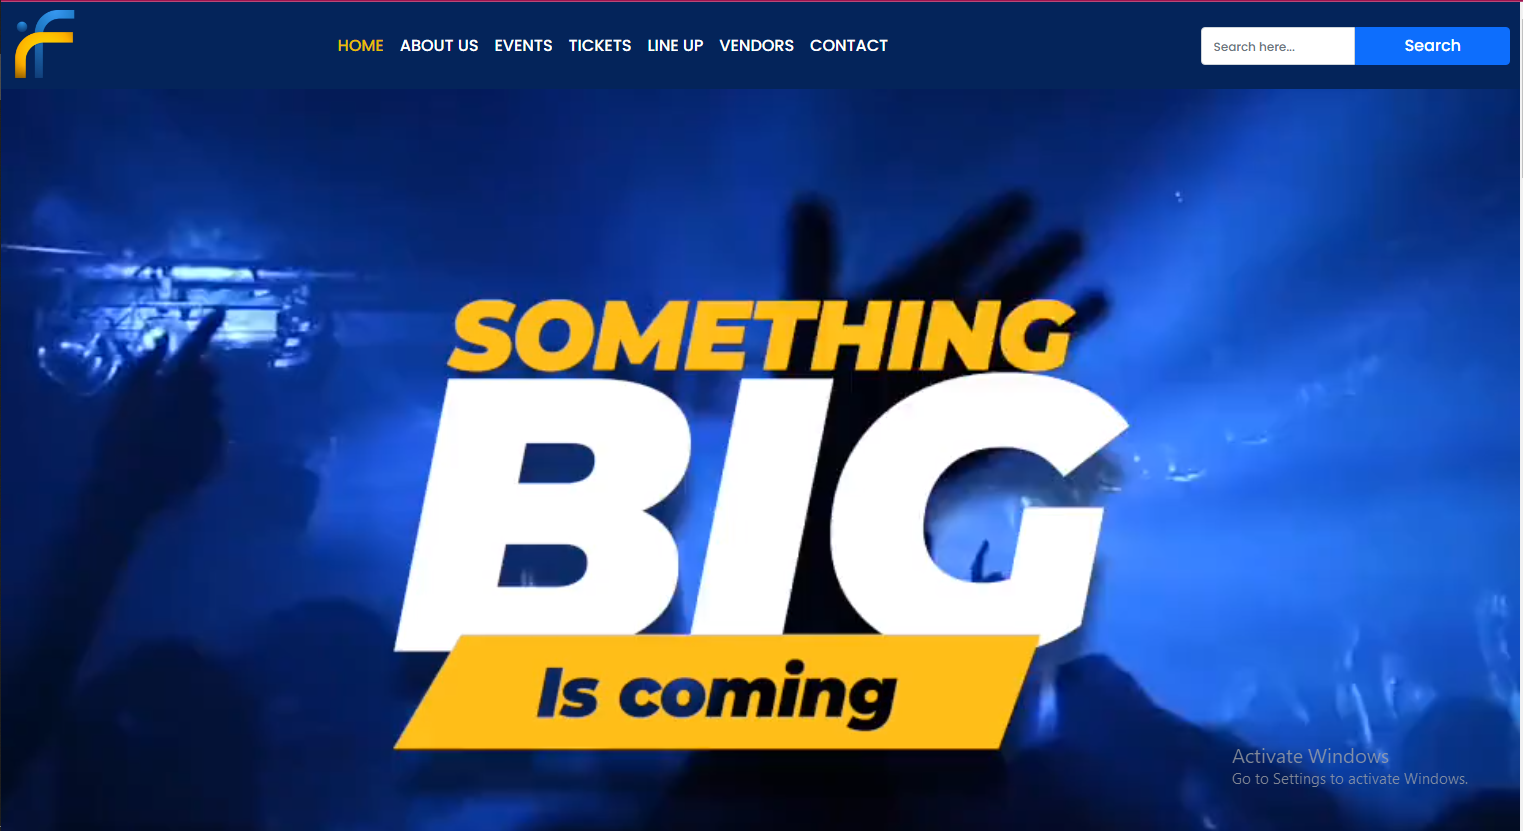 HOME ABOUT US EVENTS TICKETS LINE UP VENDORS CONTACT
Search here... Search
SOMETHING
BIG
Is coming
Activate Windows
Go to Settings to activate Windows.